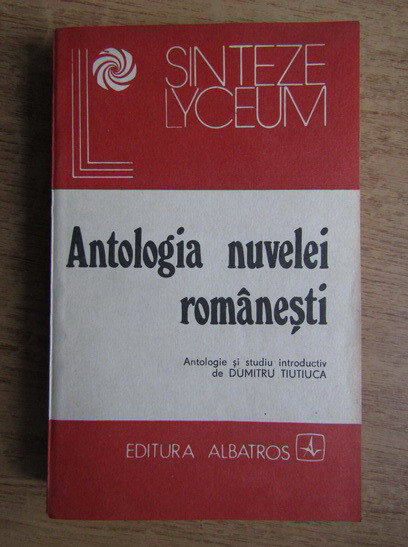 SINTEZE
LYCEUM
Antologia nuvelei
românești
Antologie și studiu introductiv
de DUMITRU TIUTIUCA
EDITURA ALBATROS